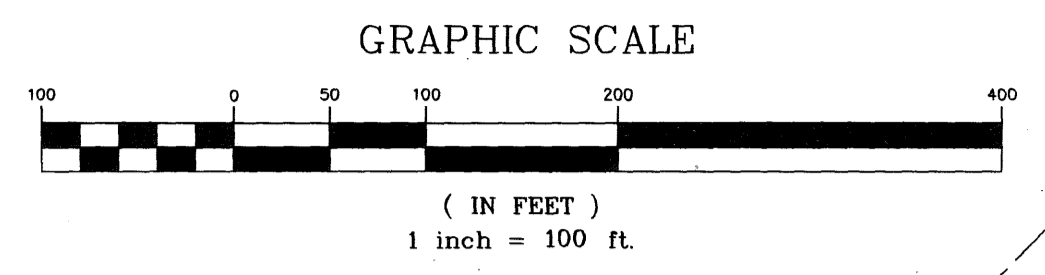 GRAPHIC SCALE
100 0 50 100 200 400
( IN FEET )
1 inch = 100 ft.